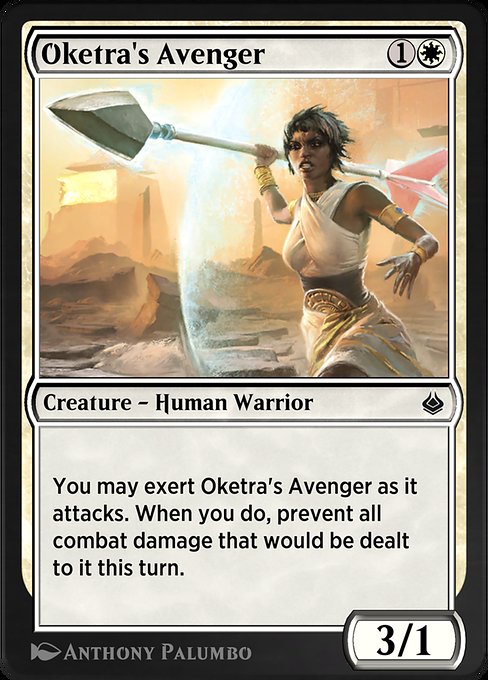 Oketra's Avenger 1
Creature – Human Warrior
You may exert Oketra's Avenger as it
attacks. When you do, prevent all
combat damage that would be dealt
to it this turn.
3/1
Anthony Palumbo